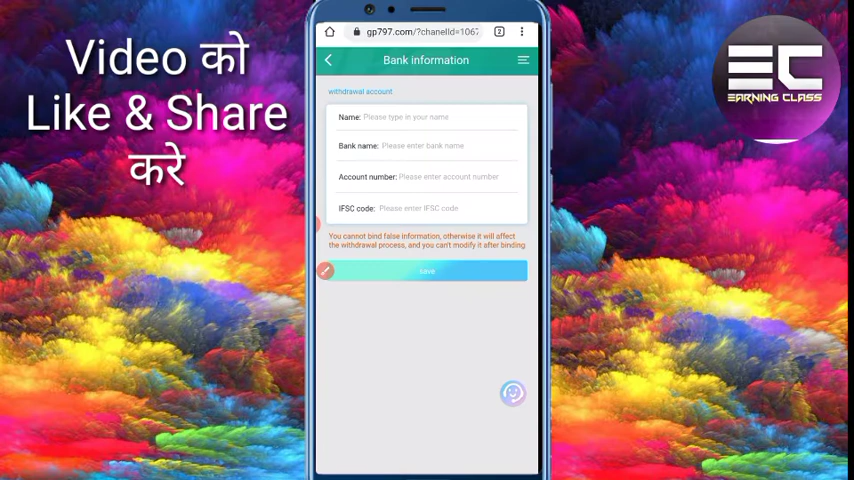 Video को
Like & Share
करे
gp797.com/?chanelId=1067
2
Bank information
withdrawal account
Name: Please type in your name
Bank name: Please enter bank name
Account number: Please enter account number
IFSC code: Please enter IFSC code
You cannot bind false information, otherwise it will affect
the withdrawal process, and you can't modify it after binding
save
EC
EARNING CLASS